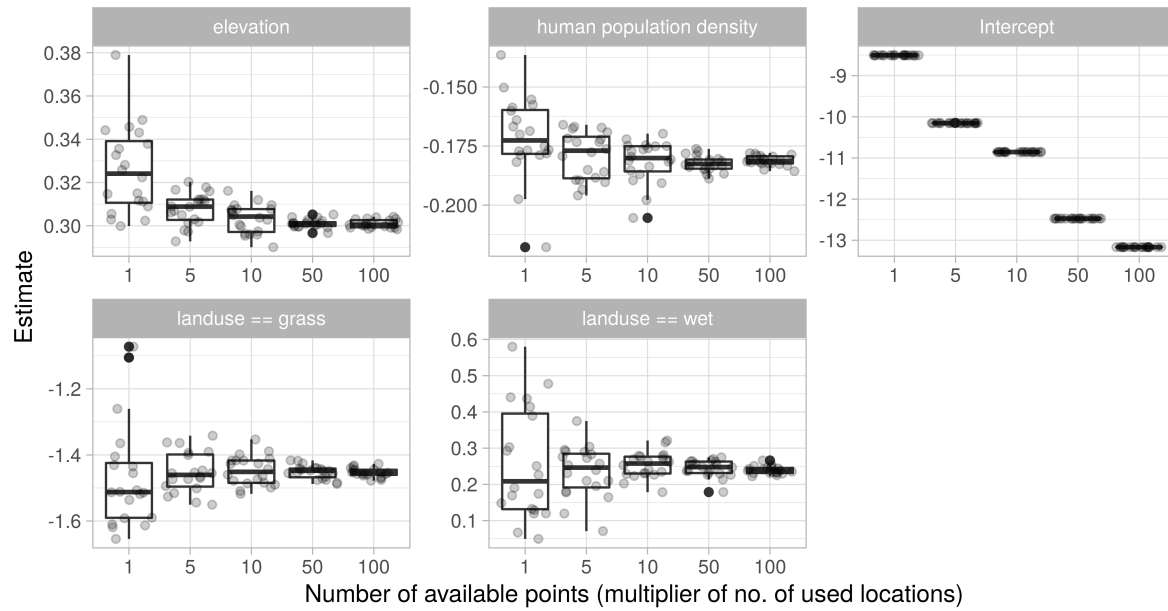 elevation
human population density
Intercept
0.38
0.36
0.34
0.32
0.30
1 5 10 50 100
-0.150
-0.175
-0.200
1 5 10 50 100
-9
-10
-11
-12
-13
1 5 10 50 100
Estimate
landuse == grass
landuse == wet
-1.2
-1.4
-1.6
1 5 10 50 100
0.6
0.5
0.4
0.3
0.2
0.1
1 5 10 50 100
Number of available points (multiplier of no. of used locations)